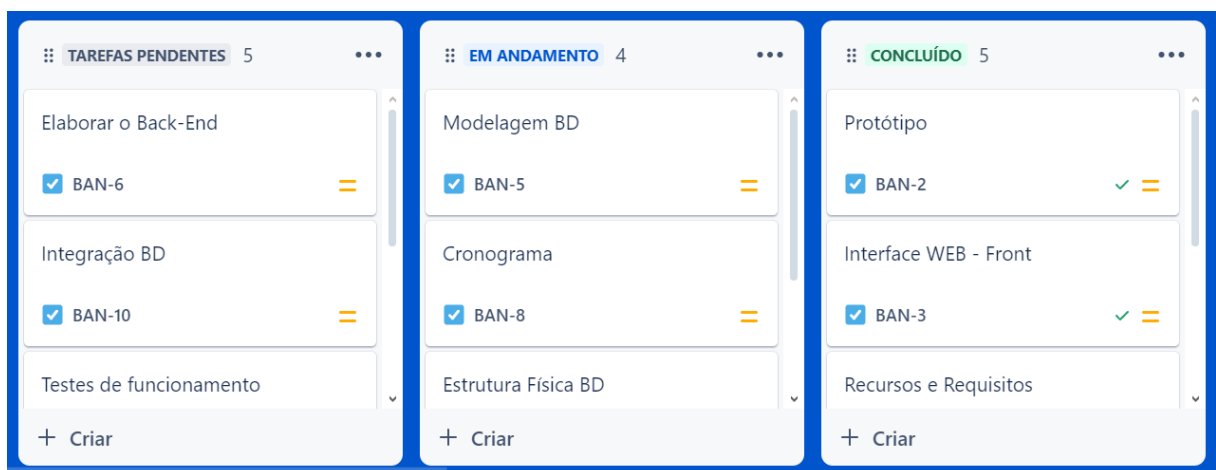 TAREFAS PENDENTES 5
Elaborar o Back-End
BAN-6
Integração BD
BAN-10
Testes de funcionamento
+ Criar
EM ANDAMENTO 4
Modelagem BD
BAN-5
Cronograma
BAN-8
Estrutura Física BD
+ Criar
CONCLUÍDO 5
Protótipo
BAN-2
Interface WEB - Front
BAN-3
Recursos e Requisitos
+ Criar